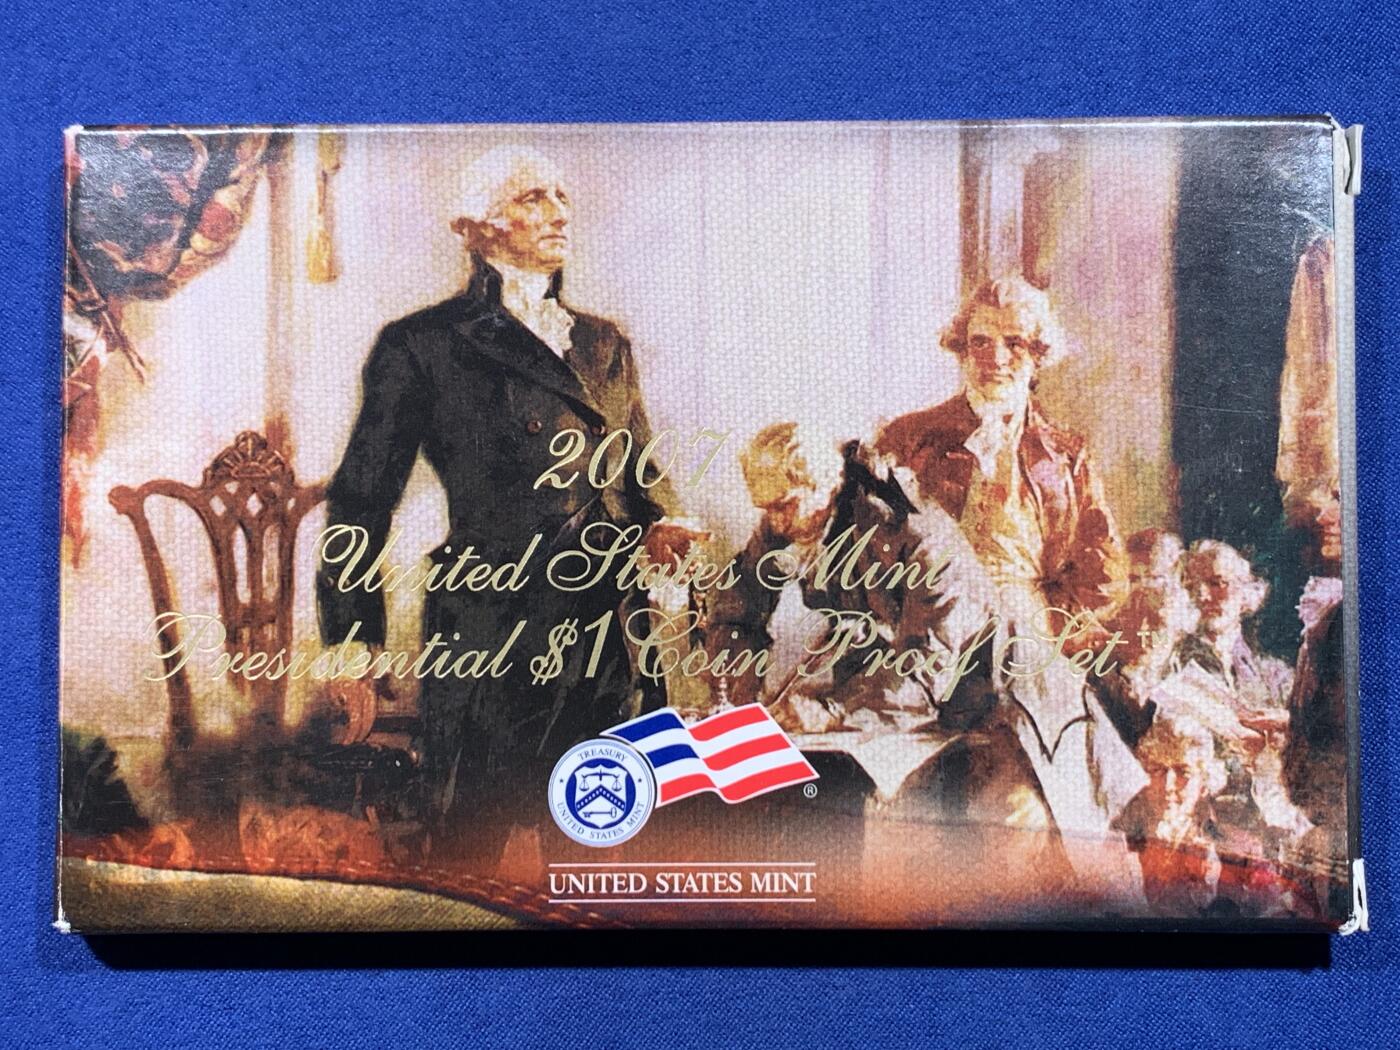 2007
United States Mint
Presidential $1 Coin Proof Set™
TREASURY
UNITED STATES MINT
®
UNITED STATES MINT